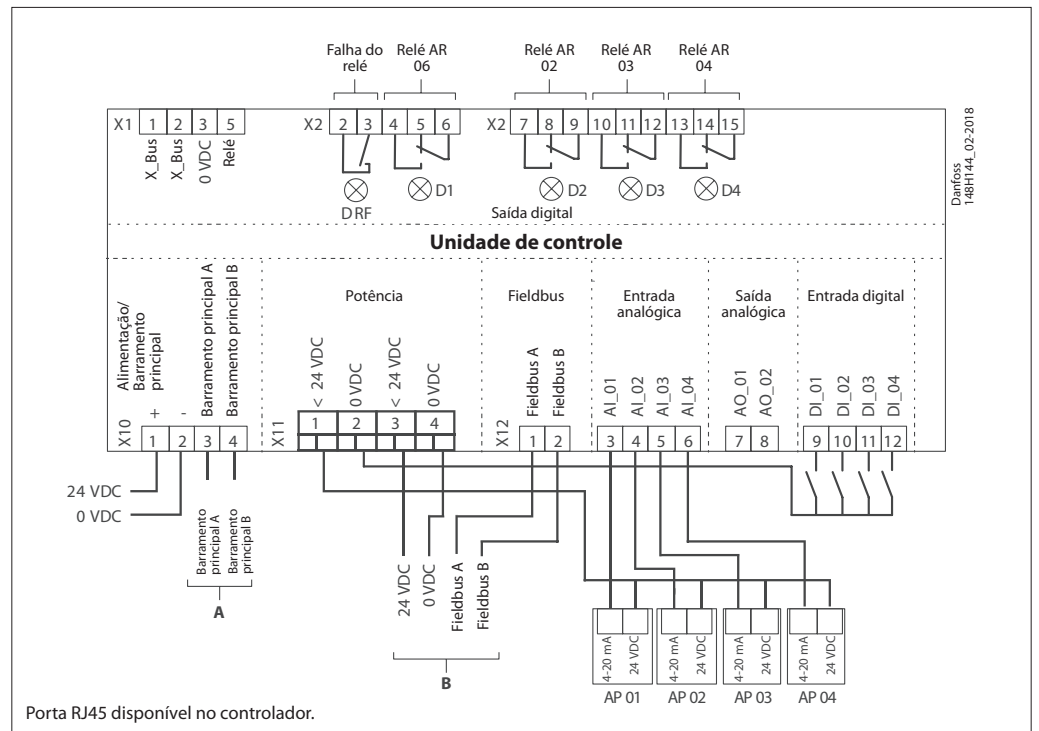 Falha do relé
Relé AR 06
Relé AR 02
Relé AR 03
Relé AR 04
X1 1 2 3 5
X_Bus
X_Bus
0 VDC
Relé
X2 2 3 4 5 6
X2 7 8 9 10 11 12 13 14 15
D RF
D1
D2
D3
D4
Saída digital
Danfoss
148H144_02-2018
Unidade de controle
Alimentação/
Barramento
principal
+
-
Barramento principal A
Barramento principal B
X10 1 2 3 4
Potência
< 24 VDC
0 VDC
< 24 VDC
0 VDC
X11 1 2 3 4
Fieldbus
Fieldbus A
Fieldbus B
X12 1 2
Entrada
analógica
AI_01
AI_02
AI_03
AI_04
3 4 5 6
Saída
analógica
AO_01
AO_02
7 8
Entrada digital
DI_01
DI_02
DI_03
DI_04
9 10 11 12
24 VDC
0 VDC
Barramento
principal A
Barramento
principal B
A
24 VDC
0 VDC
Fieldbus A
Fieldbus B
B
4-20 mA
24 VDC
4-20 mA
24 VDC
4-20 mA
24 VDC
4-20 mA
24 VDC
AP 01
AP 02
AP 03
AP 04
Porta RJ45 disponível no controlador.